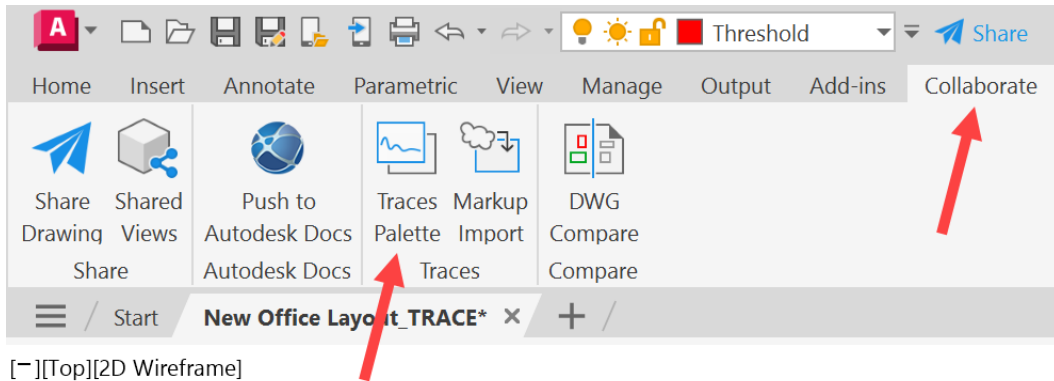 A Threshold Share
Home Insert Annotate Parametric View Manage Output Add-ins Collaborate
Share Shared Push to Traces Markup DWG
Drawing Views Autodesk Docs Palette Import Compare
Share Autodesk Docs Traces Compare
Start New Office Layout_TRACE*
[−][Top][2D Wireframe]